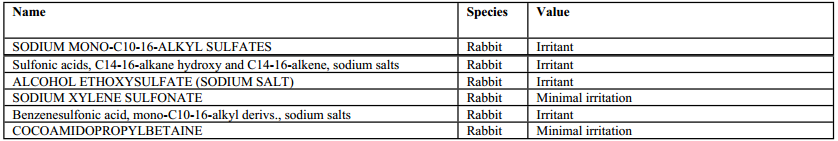 Name Species Value
SODIUM MONO-C10-16-ALKYL SULFATES Rabbit Irritant
Sulfonic acids, C14-16-alkane hydroxy and C14-16-alkene, sodium salts Rabbit Irritant
ALCOHOL ETHOXYSULFATE (SODIUM SALT) Rabbit Irritant
SODIUM XYLENE SULFONATE Rabbit Minimal irritation
Benzenesulfonic acid, mono-C10-16-alkyl derivs., sodium salts Rabbit Irritant
COCOAMIDOPROPYLBETAINE Rabbit Minimal irritation